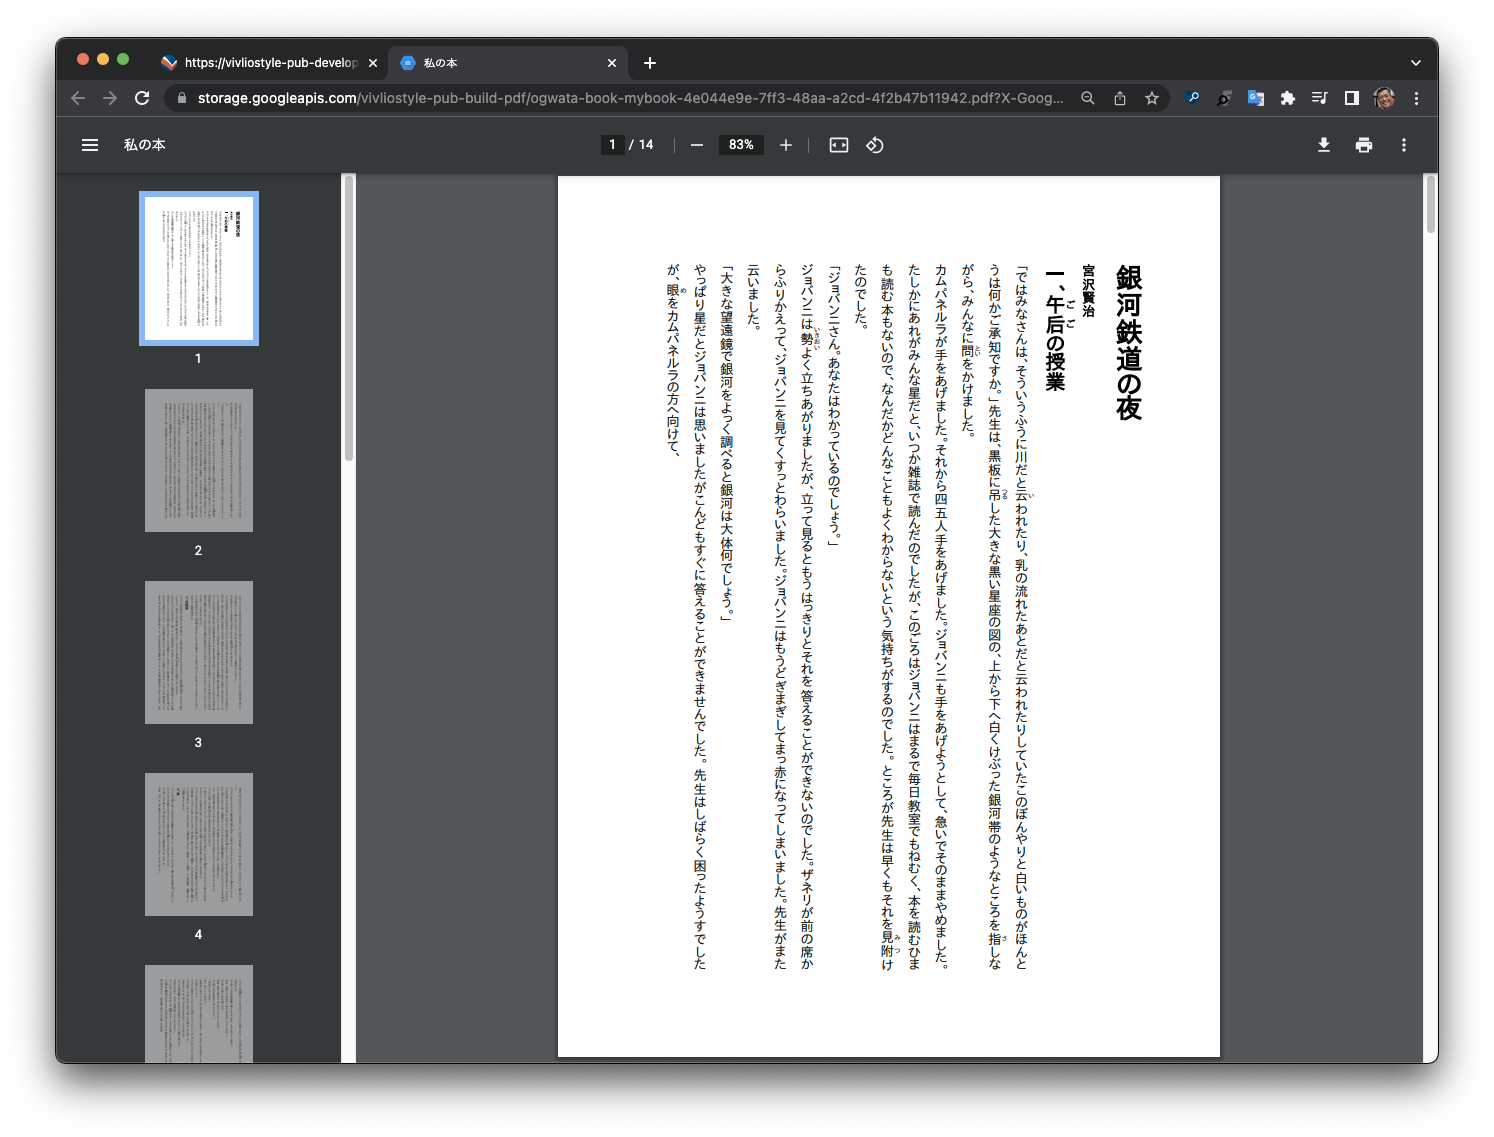 https://vivliostyle-pub-develop
私の本
storage.googleapis.com/vivliostyle-pub-build-pdf/ogwata-book-mybook-4e044e9e-7ff3-48aa-a2cd-4f2b47b11942.pdf?X-Goog...
私の本
1 / 14
83%
1
2
3
4
銀河鉄道の夜
宮沢賢治
一、午后の授業
ごご
「ではみなさんは、そういうふうに川だと云われたり、乳の流れたあとだと云われたりしていたこのぼんやりと白いものがほんと
い
うは何かご承知ですか。」先生は、黒板に吊した大きな黒い星座の図の、上から下へ白くけぶった銀河帯のようなところを指しな
つる
さ
がら、みんなに問をかけました。
とい
カムパネルラが手をあげました。それから四五人手をあげました。ジョバンニも手をあげようとして、急いでそのままやめました。
たしかにあれがみんな星だと、いつか雑誌で読んだのでしたが、このごろはジョバンニはまるで毎日教室でもねむく、本を読むひま
も読む本もないので、なんだかどんなこともよくわからないという気持ちがするのでした。ところが先生は早くもそれを見附け
みつ
たのでした。
「ジョバンニさん。あなたはわかっているのでしょう。」
ジョバンニは勢よく立ちあがりましたが、立って見るともうはっきりとそれを答えることができないのでした。ザネリが前の席か
いきおい
らふりかえって、ジョバンニを見てくすっとわらいました。ジョバンニはもうどぎまぎしてまっ赤になってしまいました。先生がまた
云いました。
「大きな望遠鏡で銀河をよっく調べると銀河は大体何でしょう。」
やっぱり星だとジョバンニは思いましたがこんどもすぐに答えることができませんでした。先生はしばらく困ったようすでした
が、眼をカムパネルラの方へ向けて、
め